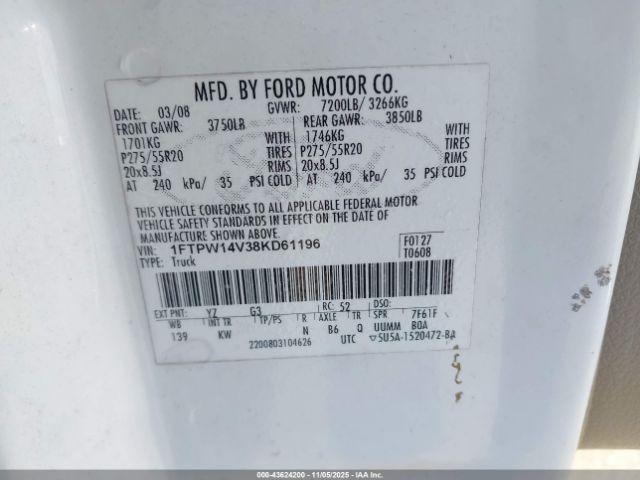 MFD. BY FORD MOTOR CO.
DATE: 03/08 GVWR: 7200LB/ 3266KG
FRONT GAWR: 3750LB REAR GAWR: 3850LB
1701KG WITH 1746KG WITH
P275/55R20 TIRES P275/55R20 TIRES
20x8.5J RIMS 20x8.5J RIMS
AT 240 kPa/ 35 PSI COLD AT 240 kPa/ 35 PSI COLD
THIS VEHICLE CONFORMS TO ALL APPLICABLE FEDERAL MOTOR
VEHICLE SAFETY STANDARDS IN EFFECT ON THE DATE OF
MANUFACTURE SHOWN ABOVE.
VIN: 1FTPW14V38KD61196 F0127
TYPE: Truck T0608
EXT PNT: YZ G3 RC: 52 DSO:
WB INT TR TP/PS R AXLE TR SPR 7F61F
139 KW N B6 Q UUMM BOA
2200803104626 UTC 5U5A-1520472-BA
000-43624200 - 11/05/2025 - IAAI.COM